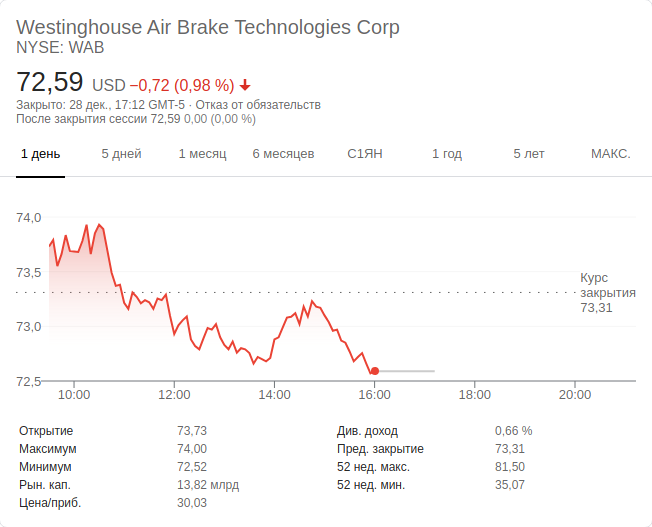 Westinghouse Air Brake Technologies Corp
NYSE: WAB
72,59 USD −0,72 (0,98 %)
Закрыто: 28 дек., 17:12 GMT-5 · Отказ от обязательств
После закрытия сессии 72,59 0,00 (0,00 %)
1 день 5 дней 1 месяц 6 месяцев С1ЯН 1 год 5 лет МАКС.
74,0
73,5
Курс
закрытия
73,31
73,0
72,5
10:00 12:00 14:00 16:00 18:00 20:00
Открытие 73,73 Див. доход 0,66 %
Максимум 74,00 Пред. закрытие 73,31
Минимум 72,52 52 нед. макс. 81,50
Рын. кап. 13,82 млрд 52 нед. мин. 35,07
Цена/приб. 30,03